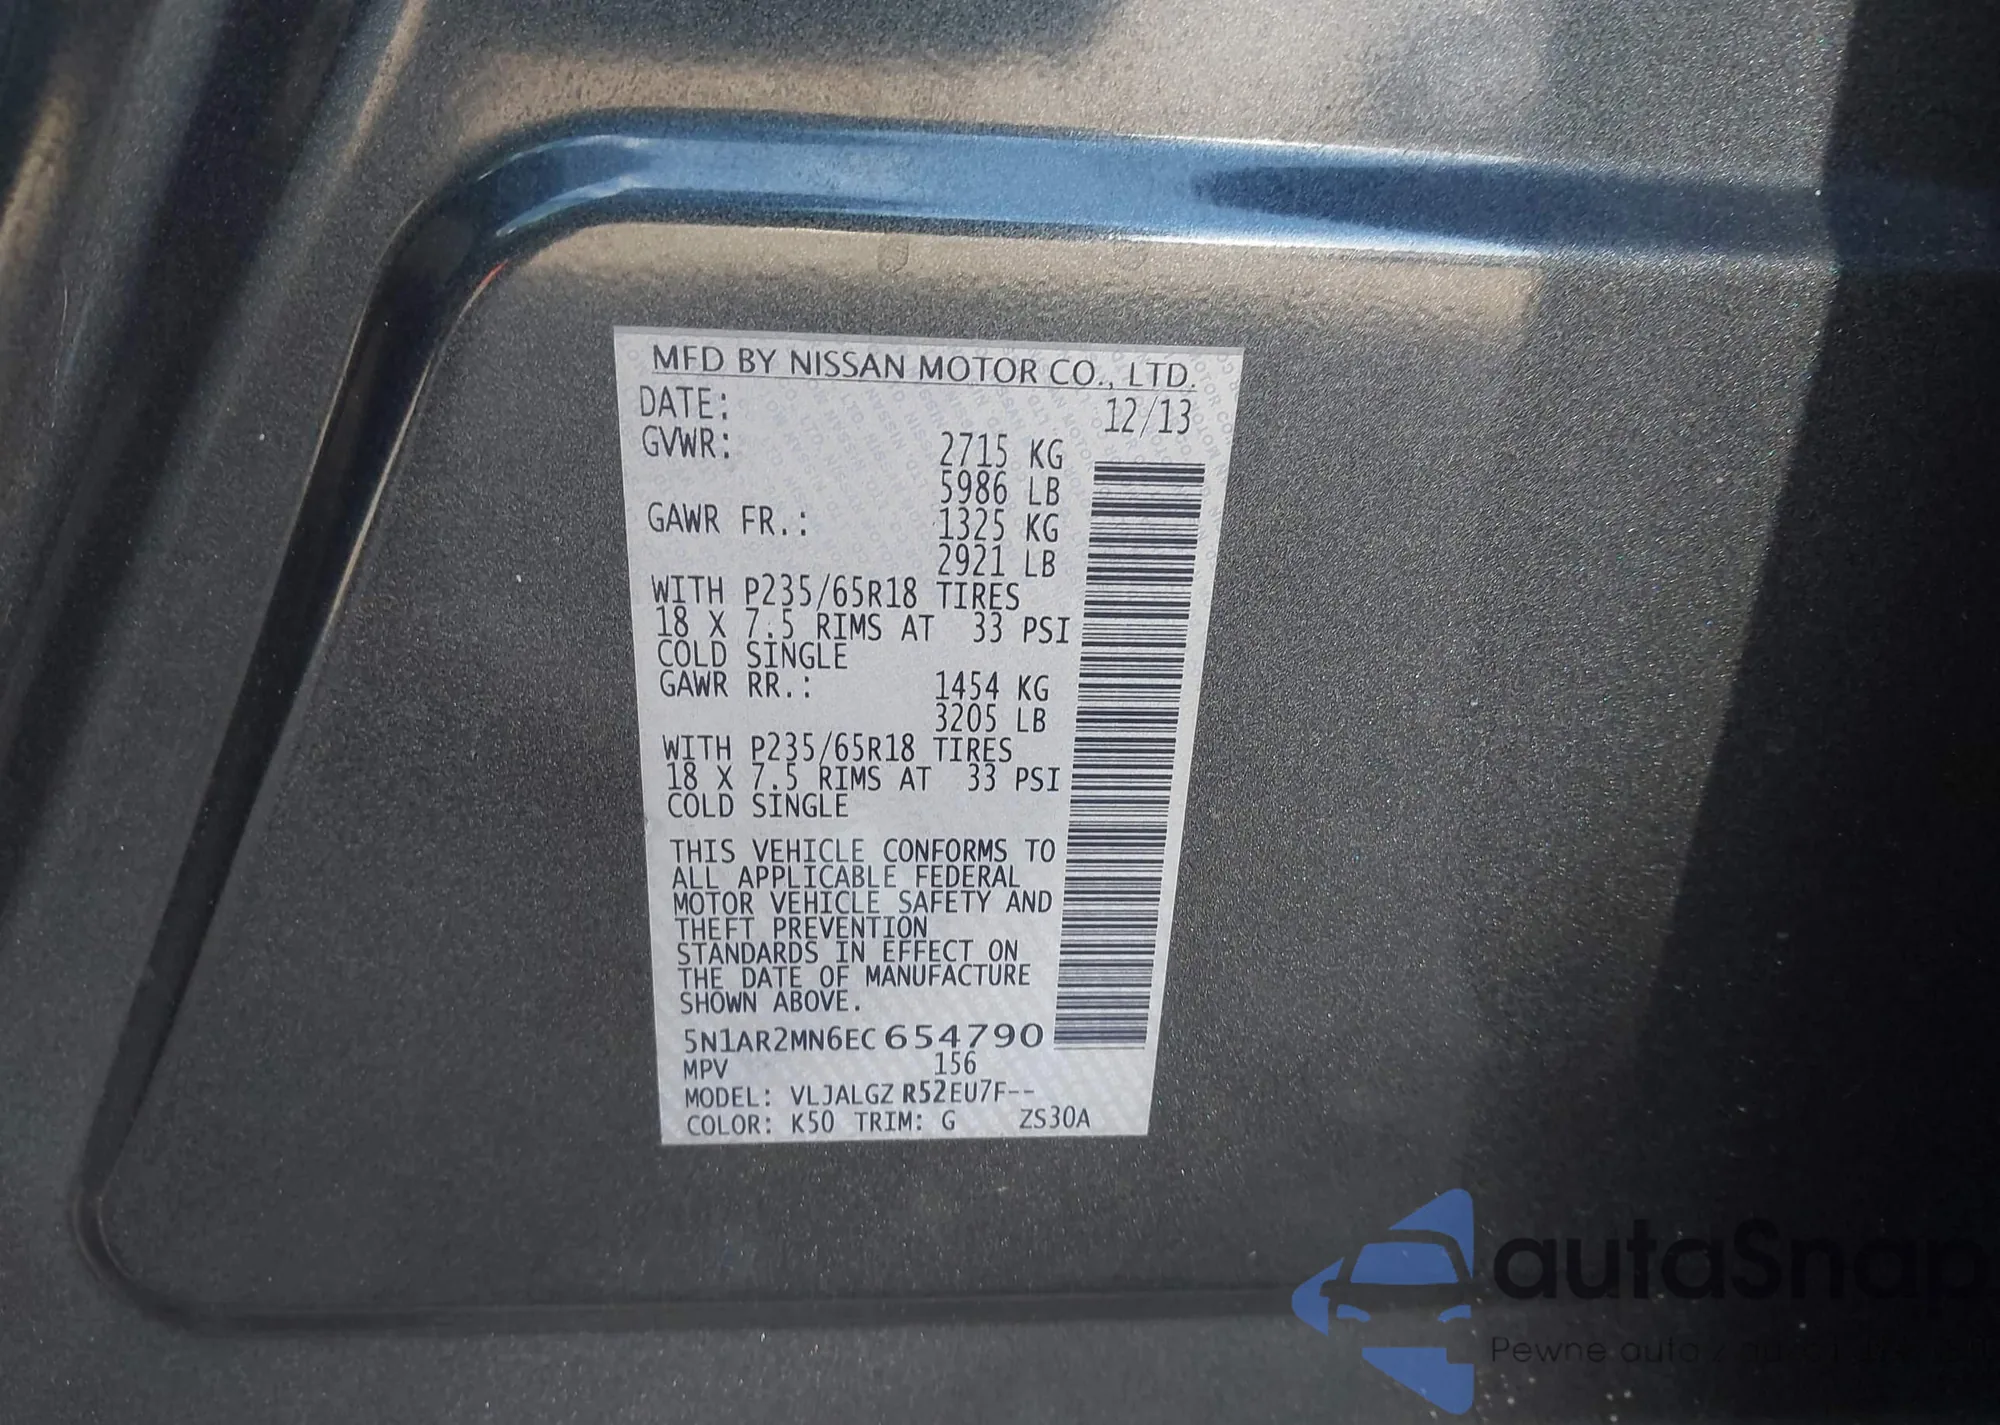 MFD BY NISSAN MOTOR CO., LTD.
DATE: 12/13
GVWR: 2715 KG
5986 LB
GAWR FR.: 1325 KG
2921 LB
WITH P235/65R18 TIRES
18 X 7.5 RIMS AT 33 PSI
COLD SINGLE
GAWR RR.: 1454 KG
3205 LB
WITH P235/65R18 TIRES
18 X 7.5 RIMS AT 33 PSI
COLD SINGLE
THIS VEHICLE CONFORMS TO
ALL APPLICABLE FEDERAL
MOTOR VEHICLE SAFETY AND
THEFT PREVENTION
STANDARDS IN EFFECT ON
THE DATE OF MANUFACTURE
SHOWN ABOVE.
5N1AR2MN6EC654790
MPV 156
MODEL: VLJALGZ R52EU7F--
COLOR: K50 TRIM: G ZS30A
autaSnap
Pewne auto z